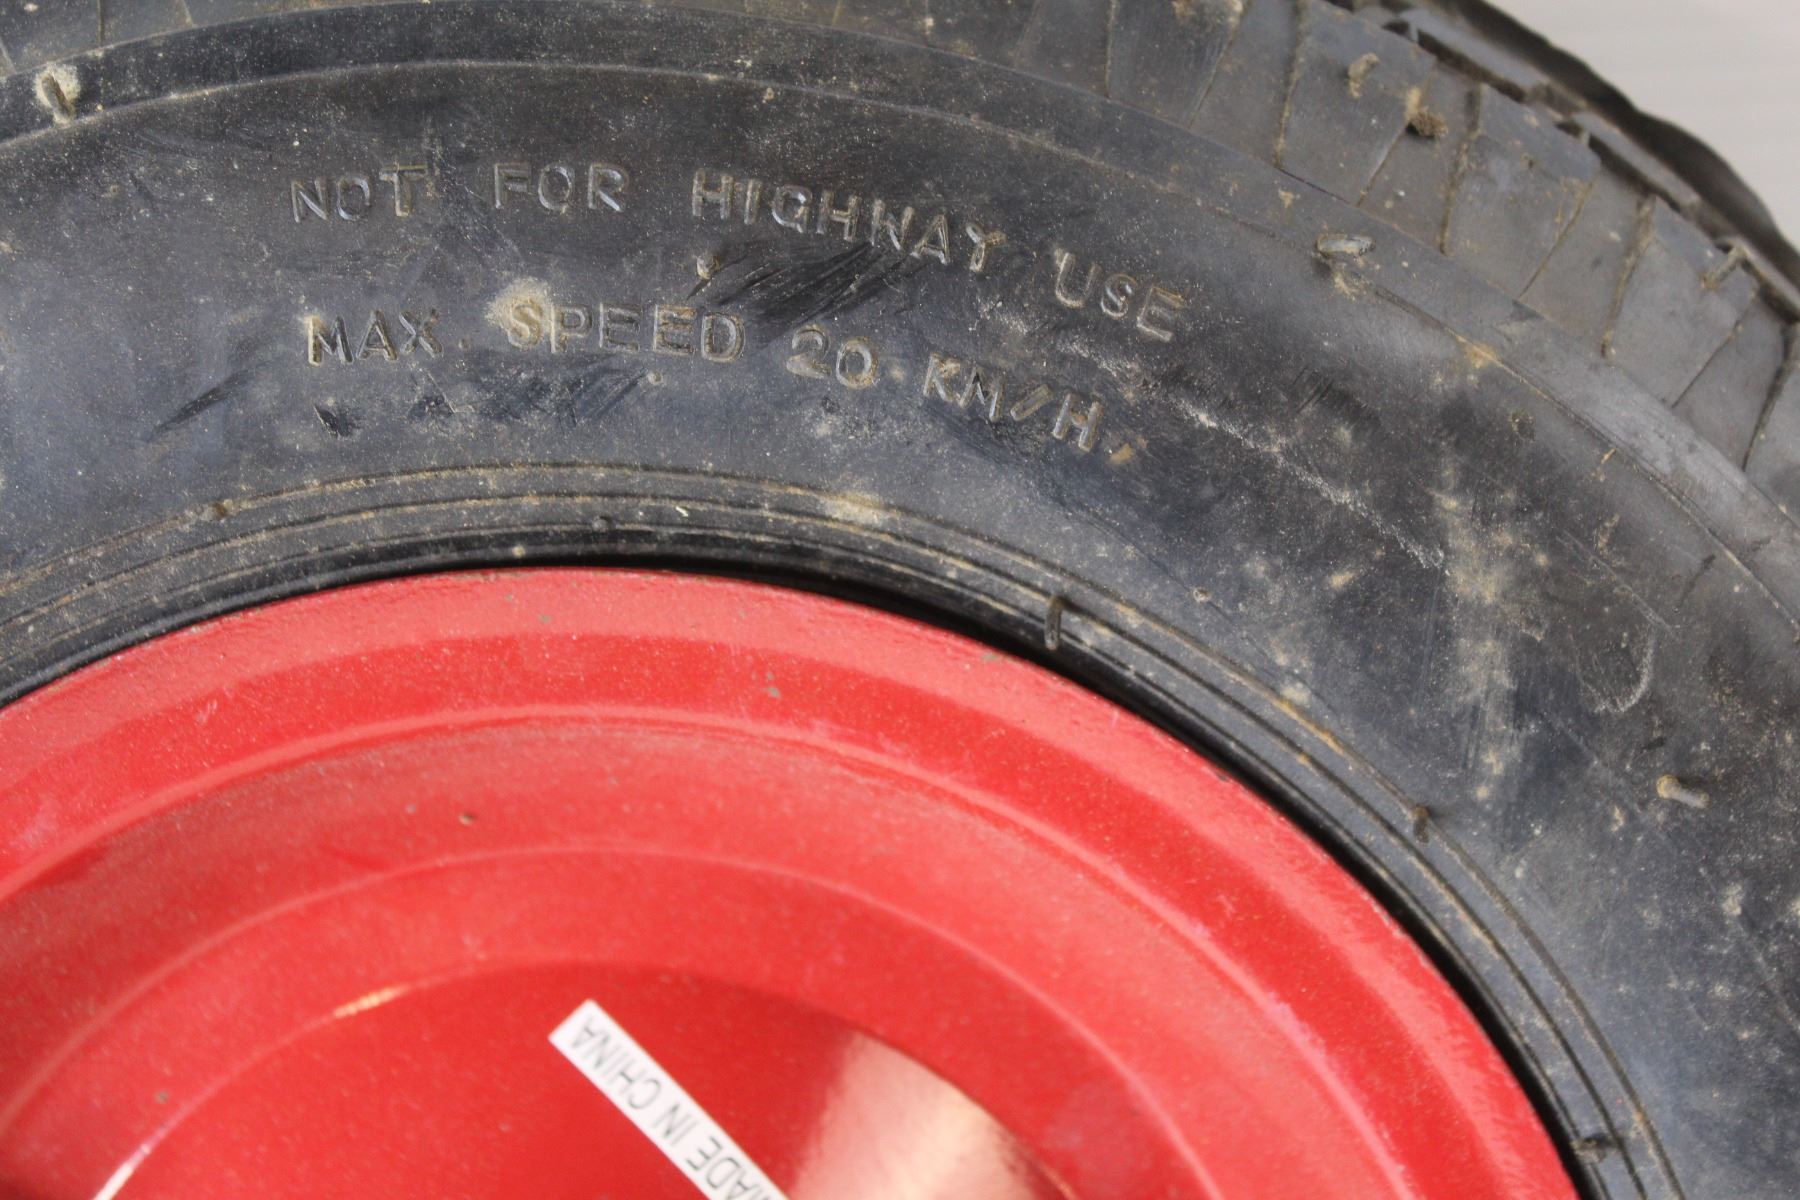 NOT FOR HIGHWAY USE
MAX. SPEED 20 KM/H.
MADE IN CHINA